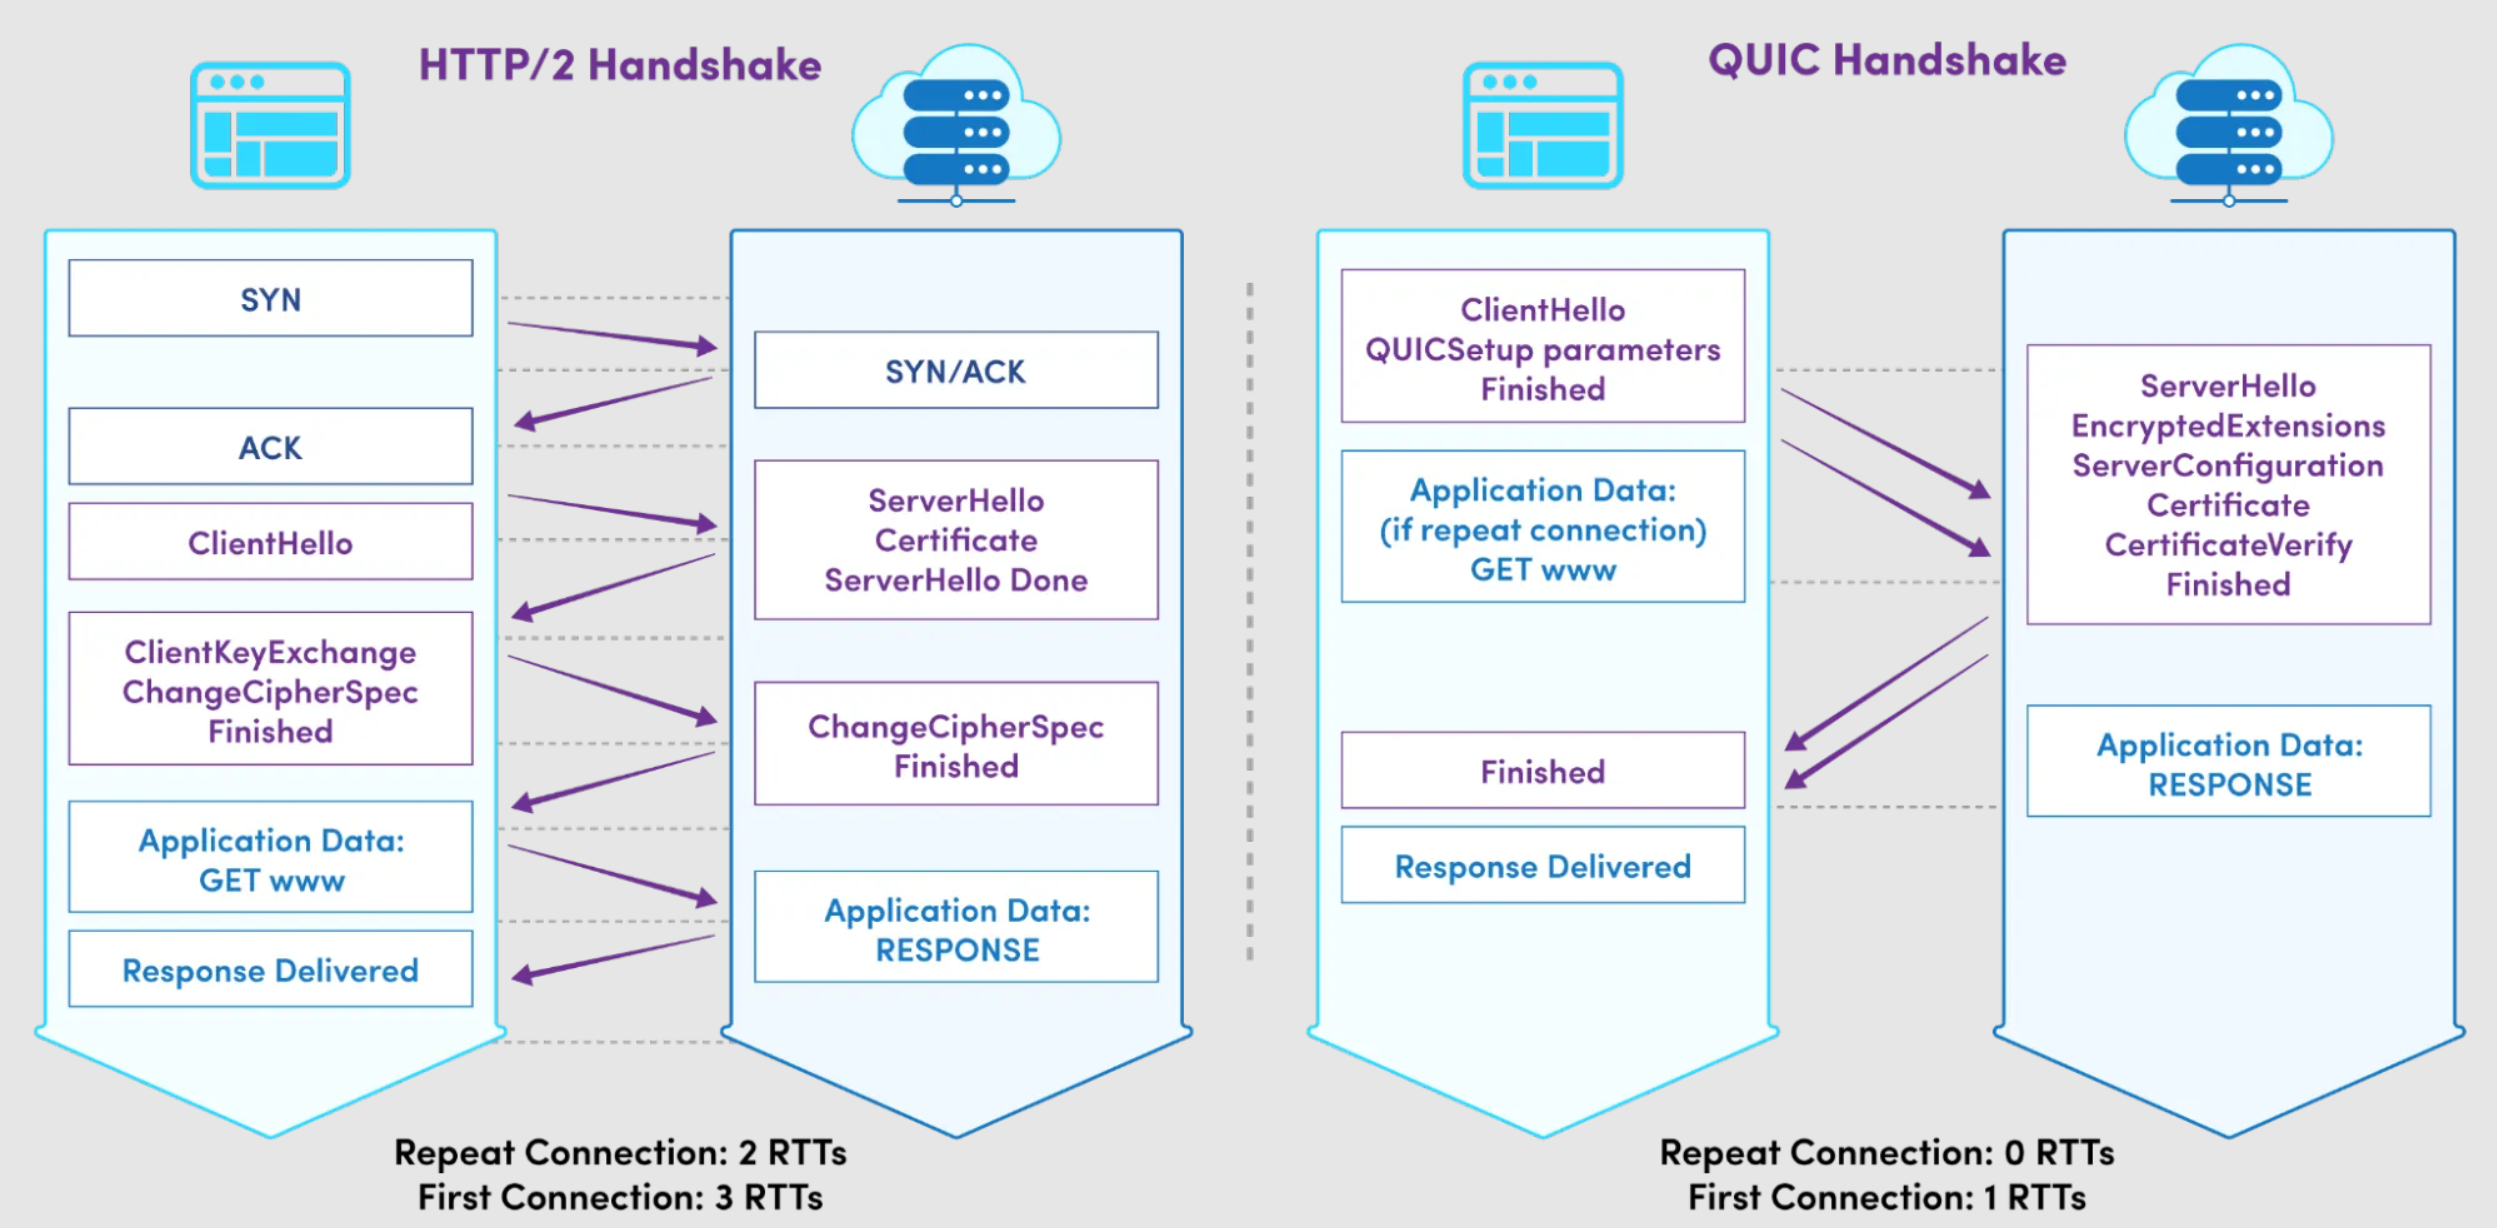 HTTP/2 Handshake
SYN
SYN/ACK
ACK
ClientHello
ServerHello
Certificate
ServerHello Done
ClientKeyExchange
ChangeCipherSpec
Finished
ChangeCipherSpec
Finished
Application Data:
GET www
Application Data:
RESPONSE
Response Delivered
Repeat Connection: 2 RTTs
First Connection: 3 RTTs
QUIC Handshake
ClientHello
QUICSetup parameters
Finished
Application Data:
(if repeat connection)
GET www
ServerHello
EncryptedExtensions
ServerConfiguration
Certificate
CertificateVerify
Finished
Finished
Application Data:
RESPONSE
Response Delivered
Repeat Connection: 0 RTTs
First Connection: 1 RTTs